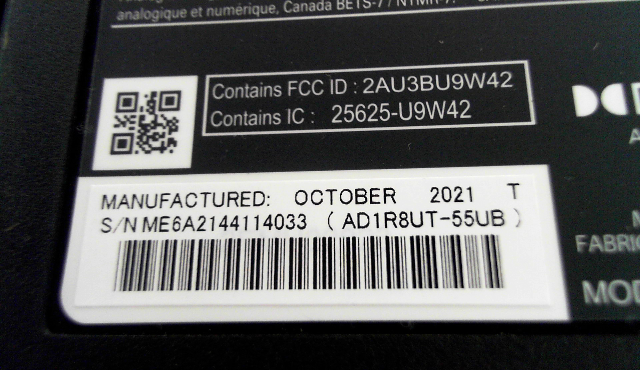 analogique et numérique, Canada BETS-7 / NTMR-7.
Contains FCC ID : 2AU3BU9W42
Contains IC : 25625-U9W42
MANUFACTURED: OCTOBER 2021 T
S/N ME6A2144114033 ( AD1R8UT-55UB )
FABRIC
MOD